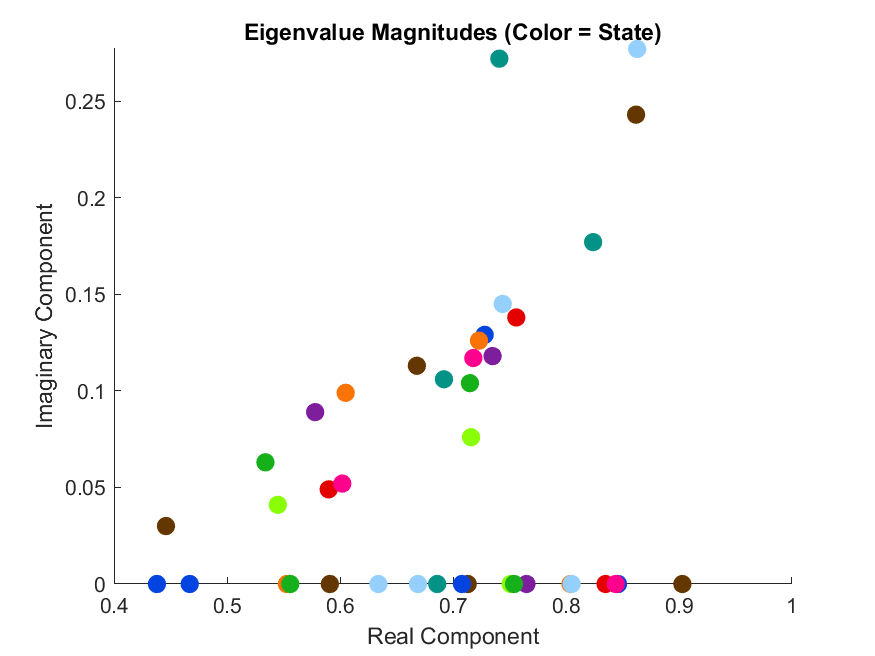 Eigenvalue Magnitudes (Color = State)
0.25
0.2
0.15
0.1
0.05
0
0.4 0.5 0.6 0.7 0.8 0.9 1
Imaginary Component
Real Component